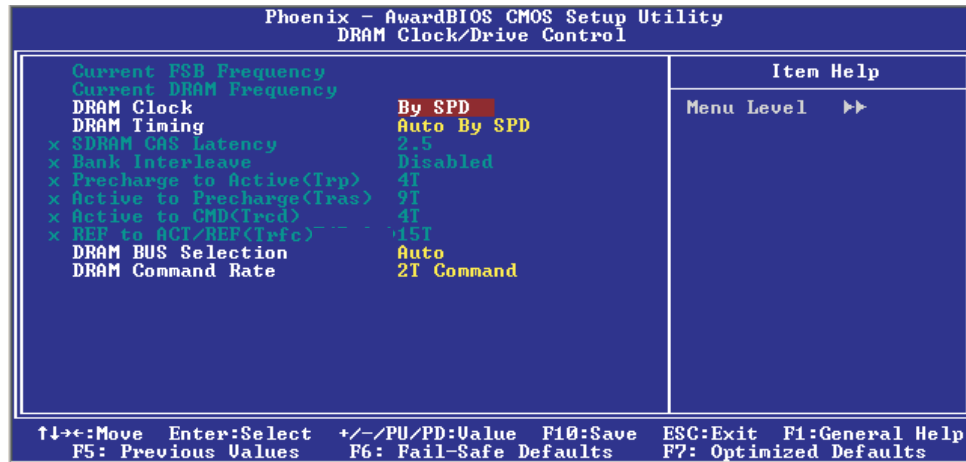 Phoenix - AwardBIOS CMOS Setup Utility
DRAM Clock/Drive Control
Current FSB Frequency
Current DRAM Frequency
DRAM Clock By SPD
DRAM Timing Auto By SPD
x SDRAM CAS Latency 2.5
x Bank Interleave Disabled
x Precharge to Active(Trp) 4T
x Active to Precharge(Tras) 9T
x Active to CMD(Trcd) 4T
x REF to ACT/REF(Trfc) 15T
DRAM BUS Selection Auto
DRAM Command Rate 2T Command
Item Help
Menu Level ▶▶
↑↓→←:Move Enter:Select +/-/PU/PD:Value F10:Save ESC:Exit F1:General Help
F5: Previous Values F6: Fail-Safe Defaults F7: Optimized Defaults